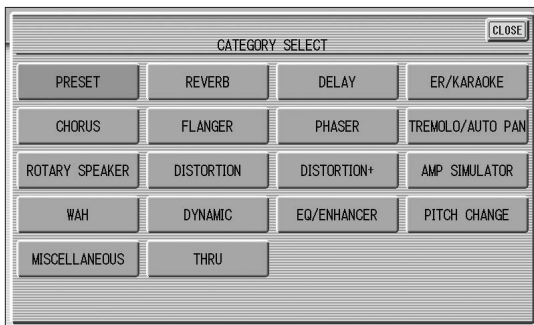 CLOSE
CATEGORY SELECT
PRESET REVERB DELAY ER/KARAOKE
CHORUS FLANGER PHASER TREMOLO/AUTO PAN
ROTARY SPEAKER DISTORTION DISTORTION+ AMP SIMULATOR
WAH DYNAMIC EQ/ENHANCER PITCH CHANGE
MISCELLANEOUS THRU